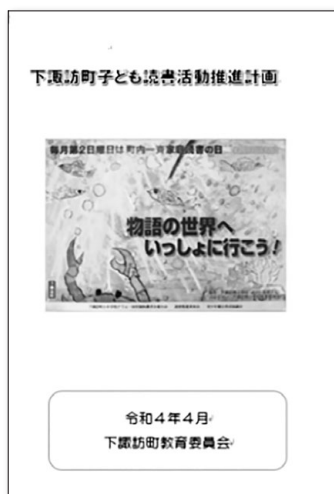 下諏訪町子ども読書活動推進計画
毎月第2日曜日は 町内一斉家庭読書の日
物語の世界へ
いっしょに行こう!
令和4年4月
下諏訪町教育委員会